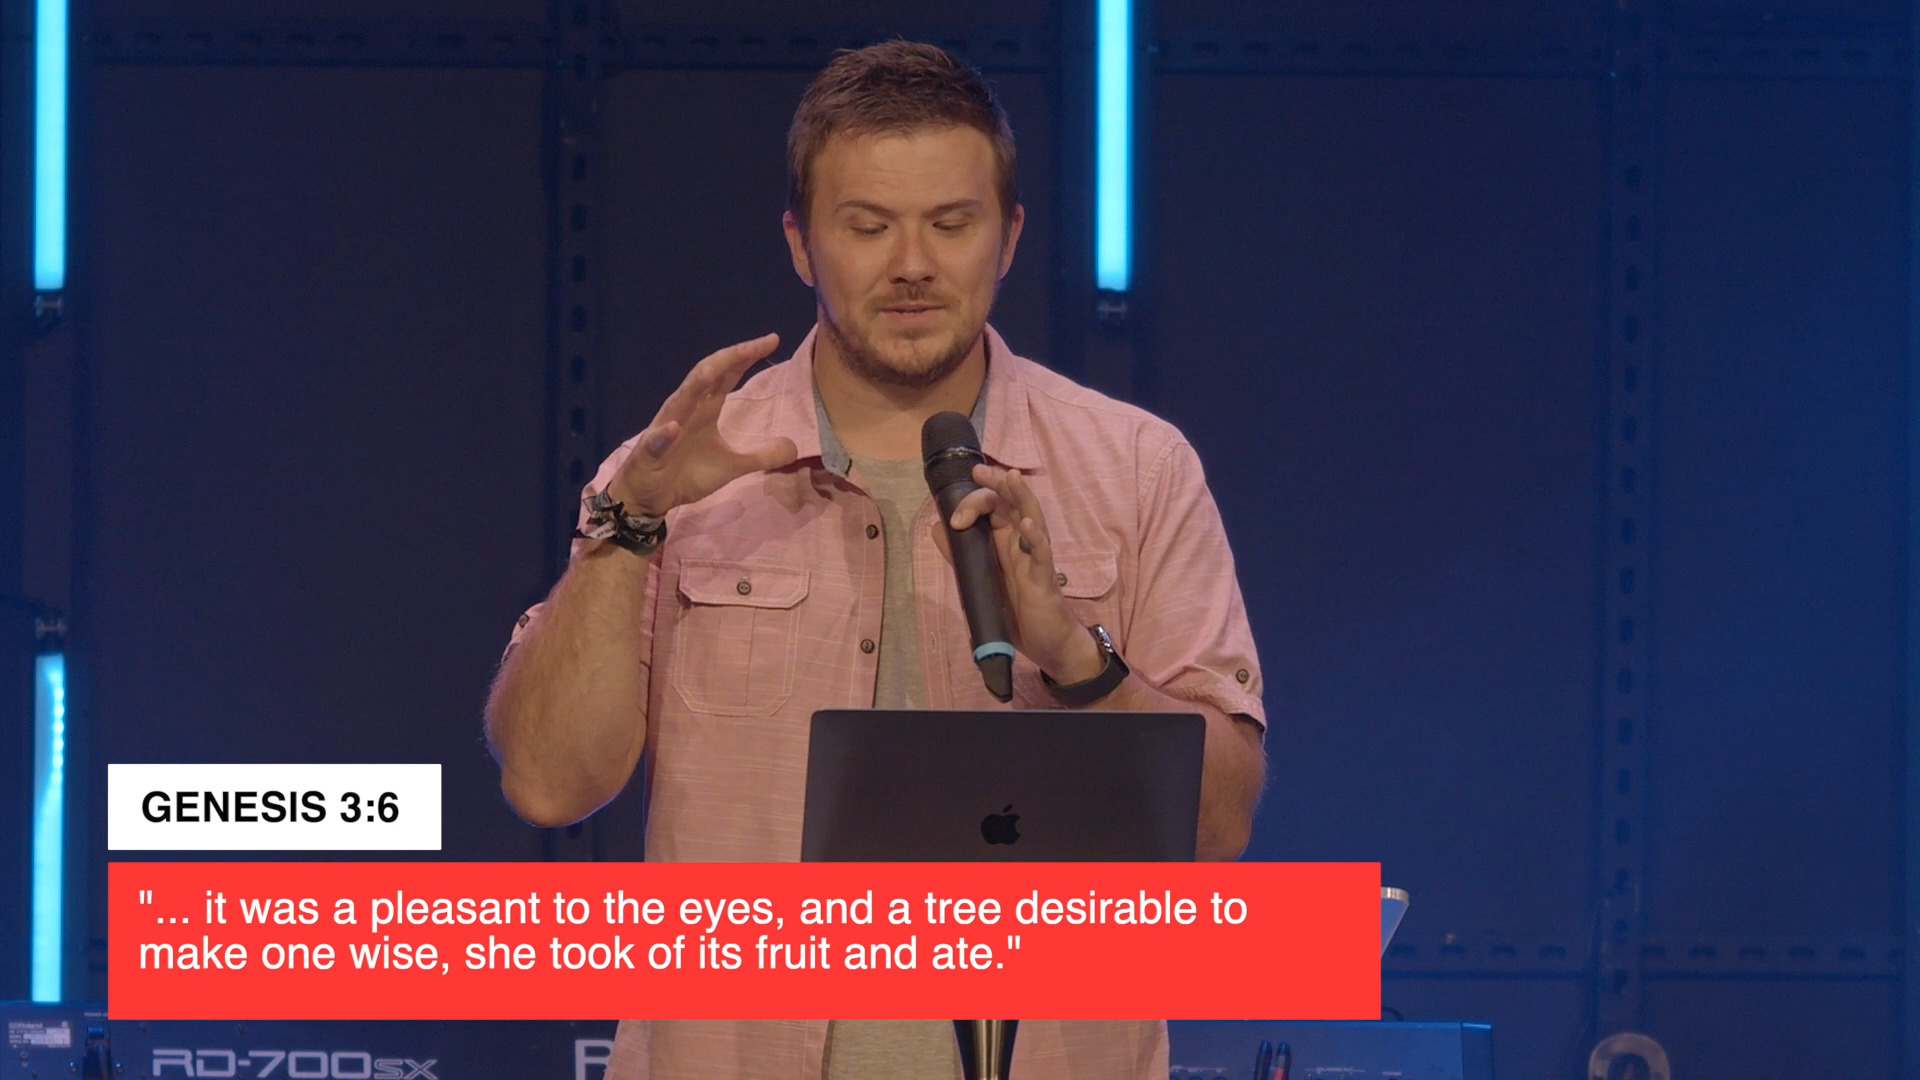 GENESIS 3:6
"... it was a pleasant to the eyes, and a tree desirable to
make one wise, she took of its fruit and ate."
Roland
RD-700SX
R